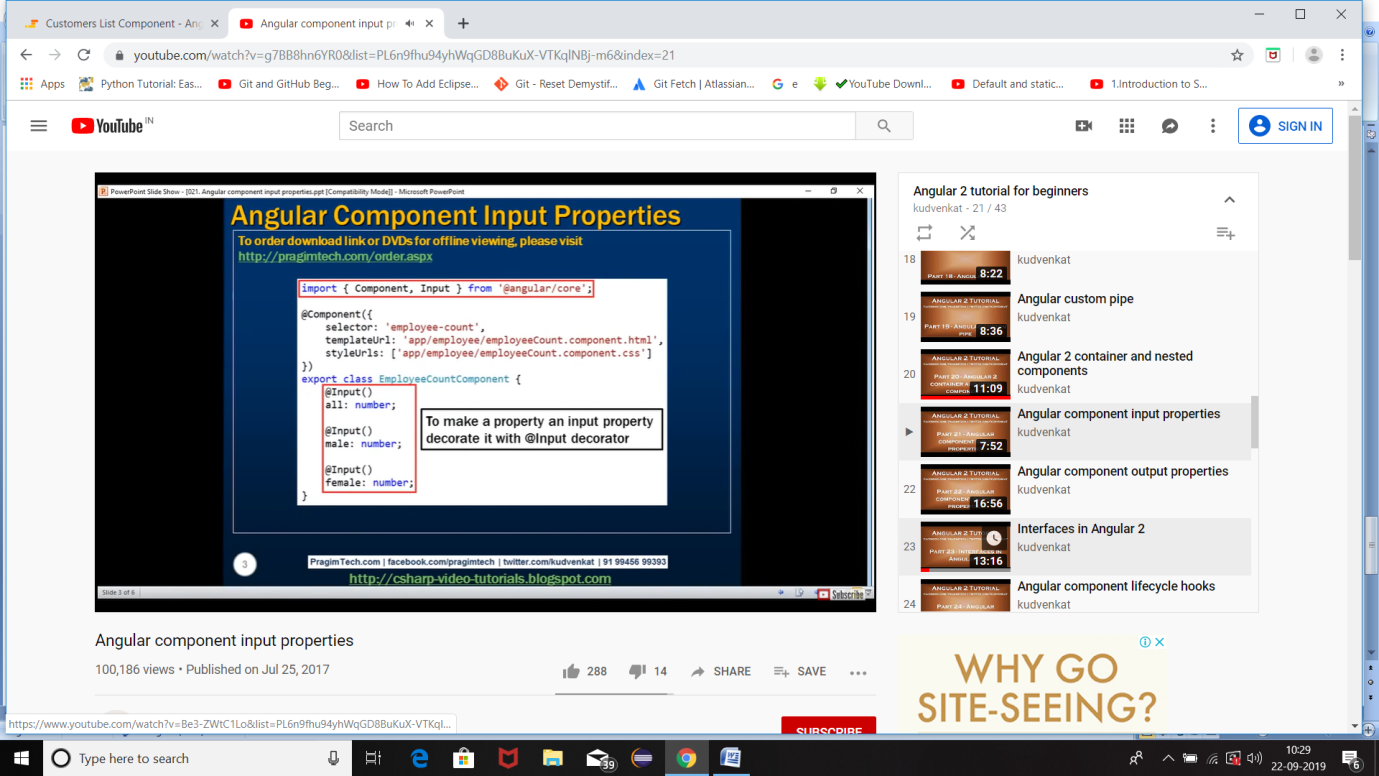 Customers List Component - Ang
Angular component input pr
youtube.com/watch?v=g7BB8hn6YR0&list=PL6n9fhu94yhWqGD8BuKuX-VTKqlNBj-m6&index=21
Apps
Python Tutorial: Eas...
Git and GitHub Beg...
How To Add Eclipse...
Git - Reset Demystif...
Git Fetch | Atlassian...
e
YouTube Downl...
Default and static...
1.Introduction to S...
»
YouTube IN
Search
SIGN IN
PowerPoint Slide Show - [021. Angular component input properties.ppt [Compatibility Mode]] - Microsoft PowerPoint
Angular Component Input Properties
To order download link or DVDs for offline viewing, please visit
http://pragimtech.com/order.aspx
import { Component, Input } from '@angular/core';
@Component({
selector: 'employee-count',
templateUrl: 'app/employee/employeeCount.component.html',
styleUrls: ['app/employee/employeeCount.component.css']
})
export class EmployeeCountComponent {
@Input()
all: number;
@Input()
male: number;
@Input()
female: number;
}
To make a property an input property
decorate it with @Input decorator
3
PragimTech.com | facebook.com/pragimtech | twitter.com/kudvenkat | 91 99456 99393
http://csharp-video-tutorials.blogspot.com
Slide 3 of 6
Subscribe
Angular 2 tutorial for beginners
kudvenkat - 21 / 43
18
8:22
kudvenkat
19
8:36
Angular custom pipe
kudvenkat
20
11:09
Angular 2 container and nested
components
kudvenkat
7:52
Angular component input properties
kudvenkat
22
16:56
Angular component output properties
kudvenkat
23
13:16
Interfaces in Angular 2
kudvenkat
24
Angular component lifecycle hooks
kudvenkat
Angular component input properties
100,186 views • Published on Jul 25, 2017
288
14
SHARE
SAVE
WHY GO
SITE-SEEING?
SUBSCRIBE
https://www.youtube.com/watch?v=Be3-ZWtC1Lo&list=PL6n9fhu94yhWqGD8BuKuX-VTKql...
Type here to search
39
10:29
22-09-2019
6